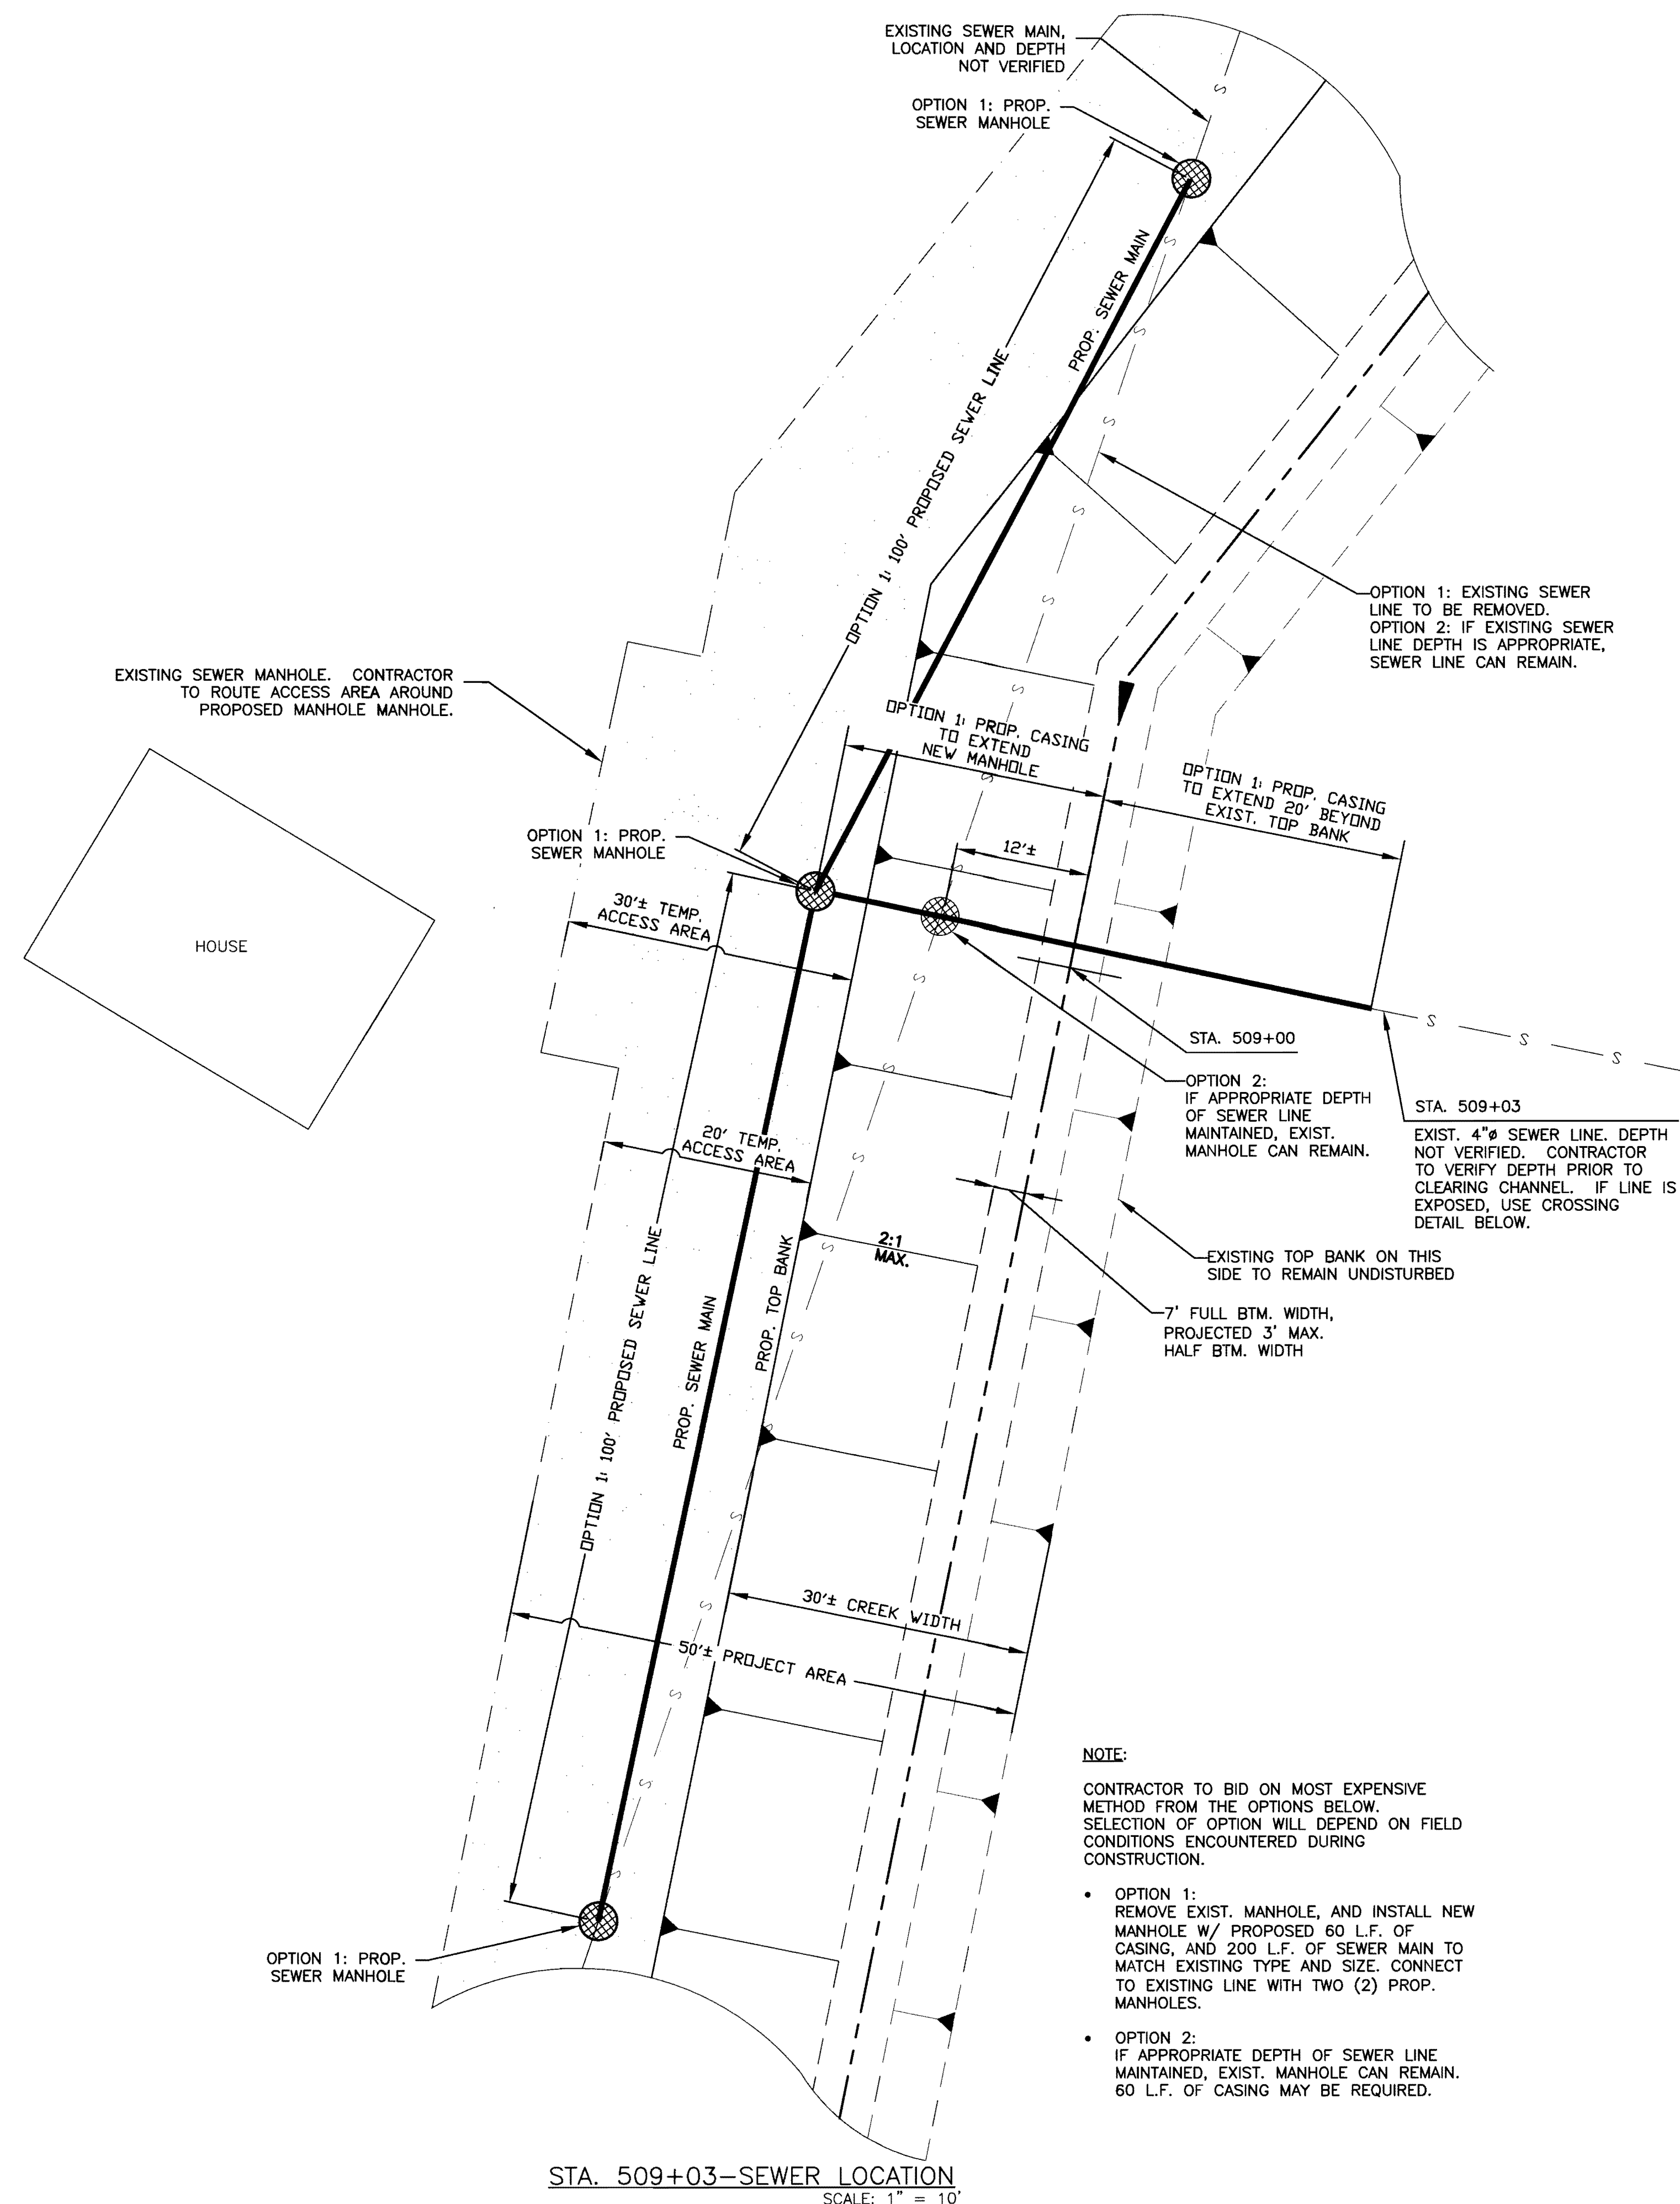 EXISTING SEWER MAIN,
LOCATION AND DEPTH
NOT VERIFIED
OPTION 1: PROP.
SEWER MANHOLE
S
S
PROP. SEWER MAIN
S
OPTION 1: 100' PROPOSED SEWER LINE
S
S
S
OPTION 1: EXISTING SEWER
LINE TO BE REMOVED.
OPTION 2: IF EXISTING SEWER
LINE DEPTH IS APPROPRIATE,
SEWER LINE CAN REMAIN.
EXISTING SEWER MANHOLE. CONTRACTOR
TO ROUTE ACCESS AREA AROUND
PROPOSED MANHOLE MANHOLE.
S
OPTION 1: PROP. CASING
TO EXTEND
NEW MANHOLE
S
OPTION 1: PROP. CASING
TO EXTEND 20' BEYOND
EXIST. TOP BANK
OPTION 1: PROP.
SEWER MANHOLE
12'±
S
30'± TEMP.
ACCESS AREA
HOUSE
S
S
S
S
STA. 509+00
OPTION 2:
IF APPROPRIATE DEPTH
OF SEWER LINE
MAINTAINED, EXIST.
MANHOLE CAN REMAIN.
STA. 509+03
EXIST. 4"ø SEWER LINE. DEPTH
NOT VERIFIED. CONTRACTOR
TO VERIFY DEPTH PRIOR TO
CLEARING CHANNEL. IF LINE IS
EXPOSED, USE CROSSING
DETAIL BELOW.
S
20' TEMP.
ACCESS AREA
S
2:1
MAX.
S
EXISTING TOP BANK ON THIS
SIDE TO REMAIN UNDISTURBED
7' FULL BTM. WIDTH,
PROJECTED 3' MAX.
HALF BTM. WIDTH
PROP. TOP BANK
S
PROP. SEWER MAIN
OPTION 1: 100' PROPOSED SEWER LINE
S
S
S
30'± CREEK WIDTH
50'± PROJECT AREA
S
S
S
S
OPTION 1: PROP.
SEWER MANHOLE
NOTE:
CONTRACTOR TO BID ON MOST EXPENSIVE
METHOD FROM THE OPTIONS BELOW.
SELECTION OF OPTION WILL DEPEND ON FIELD
CONDITIONS ENCOUNTERED DURING
CONSTRUCTION.
• OPTION 1:
REMOVE EXIST. MANHOLE, AND INSTALL NEW
MANHOLE W/ PROPOSED 60 L.F. OF
CASING, AND 200 L.F. OF SEWER MAIN TO
MATCH EXISTING TYPE AND SIZE. CONNECT
TO EXISTING LINE WITH TWO (2) PROP.
MANHOLES.
• OPTION 2:
IF APPROPRIATE DEPTH OF SEWER LINE
MAINTAINED, EXIST. MANHOLE CAN REMAIN.
60 L.F. OF CASING MAY BE REQUIRED.
STA. 509+03-SEWER LOCATION
SCALE: 1" = 10'